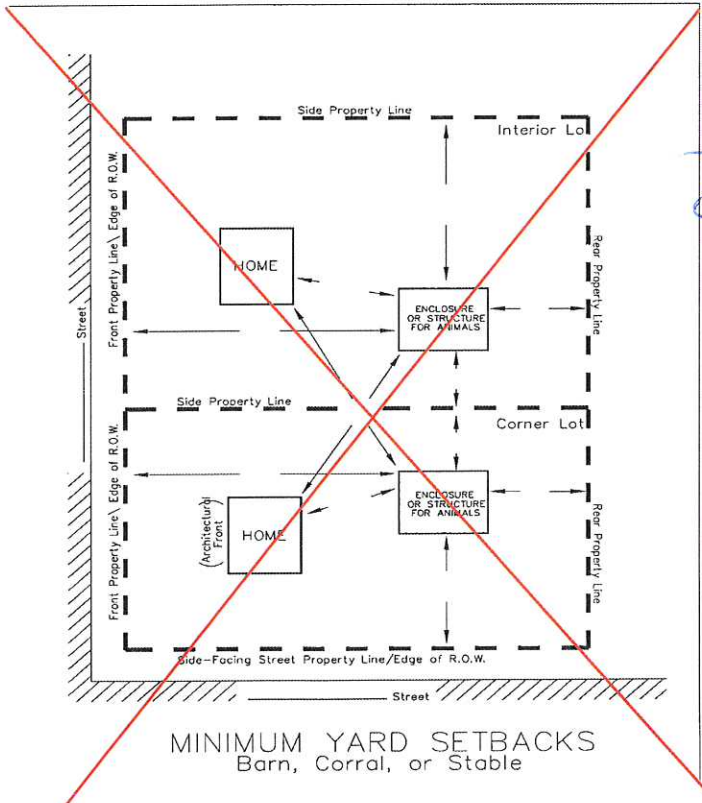 Side Property Line
Interior Lo
Front Property Line\ Edge of R.O.W.
HOME
Rear Property Line
ENCLOSURE
OR STRUCTURE
FOR ANIMALS
Street
Side Property Line
Corner Lot
Front Property Line\ Edge of R.O.W.
(Architectural
Front)
HOME
ENCLOSURE
OR STRUCTURE
FOR ANIMALS
Rear Property Line
Side-Facing Street Property Line/Edge of R.O.W.
Street
MINIMUM YARD SETBACKS
Barn, Corral, or Stable